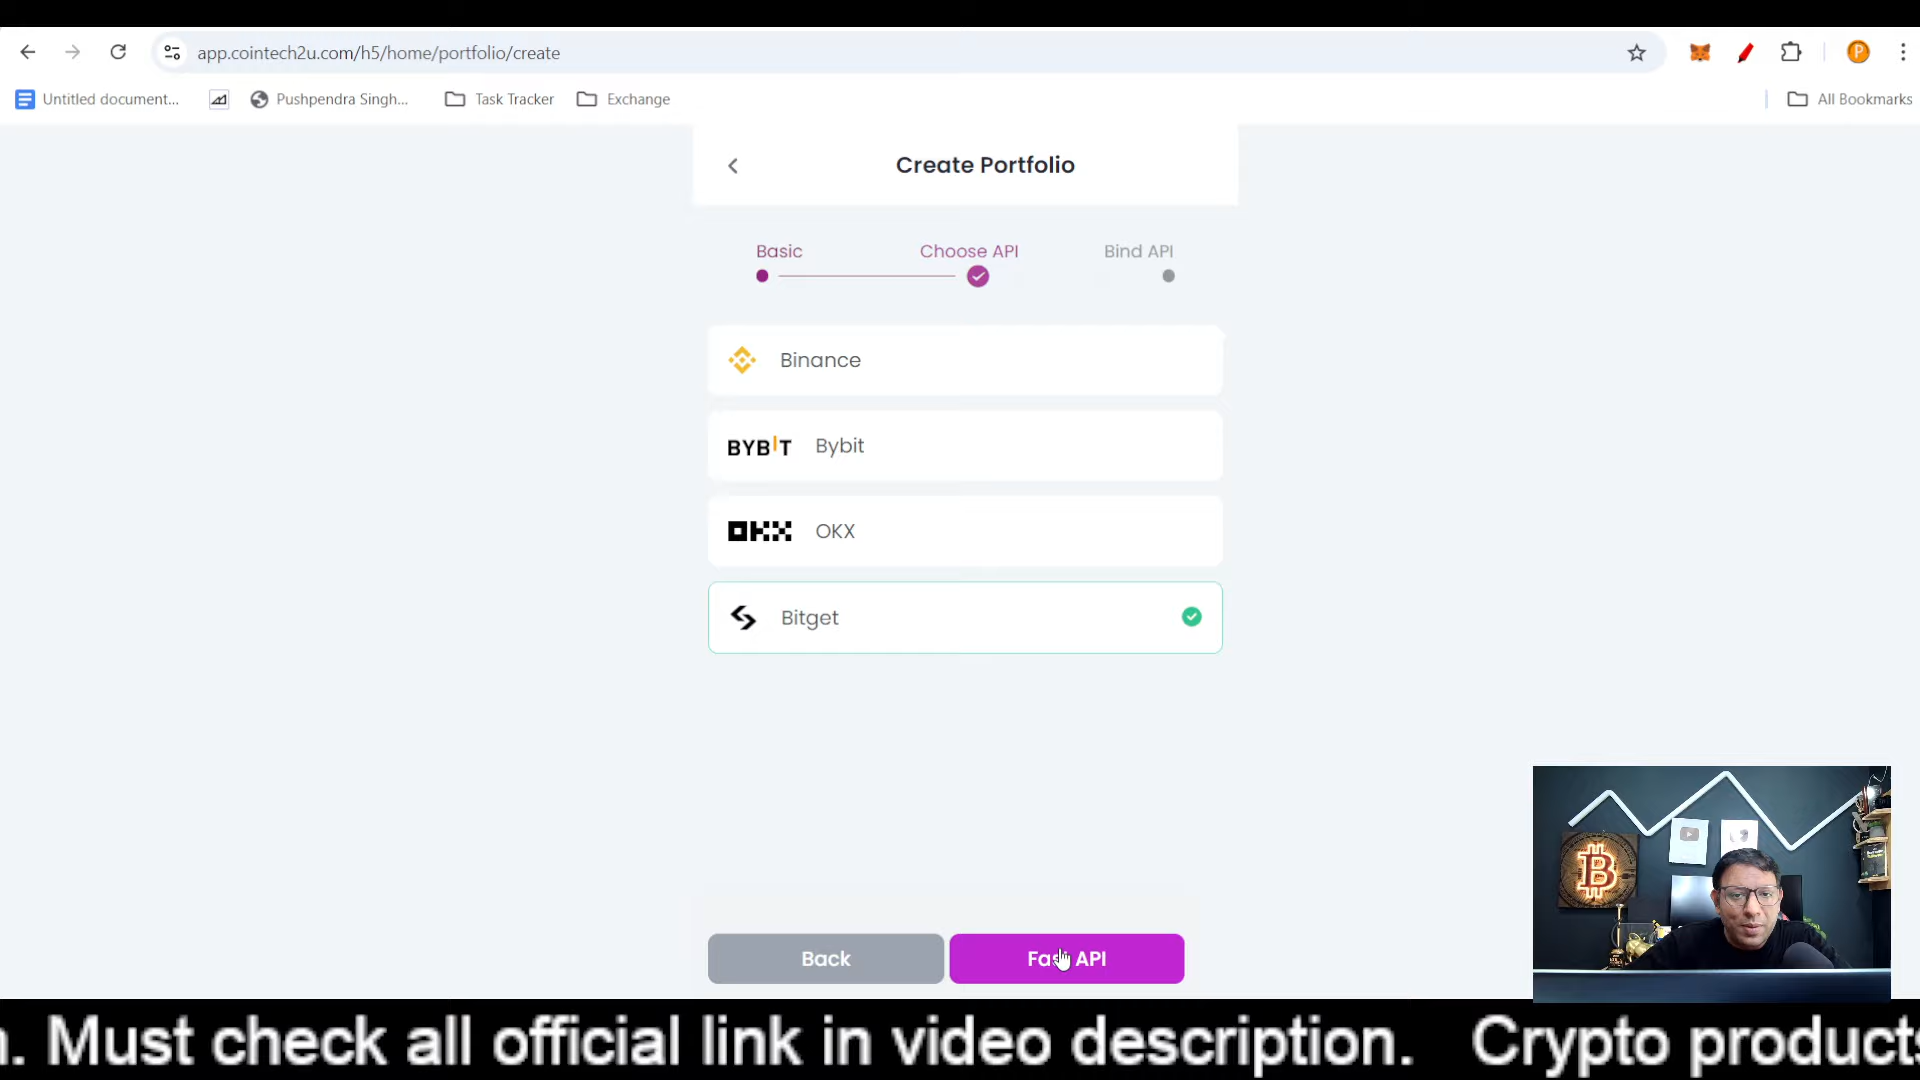 app.cointech2u.com/h5/home/portfolio/create
P
Untitled document...
Pushpendra Singh...
Task Tracker
Exchange
All Bookmarks
Create Portfolio
Basic
Choose API
Bind API
Binance
BYBIT Bybit
OKX OKX
Bitget
Back
API
. Must check all official link in video description. Crypto products